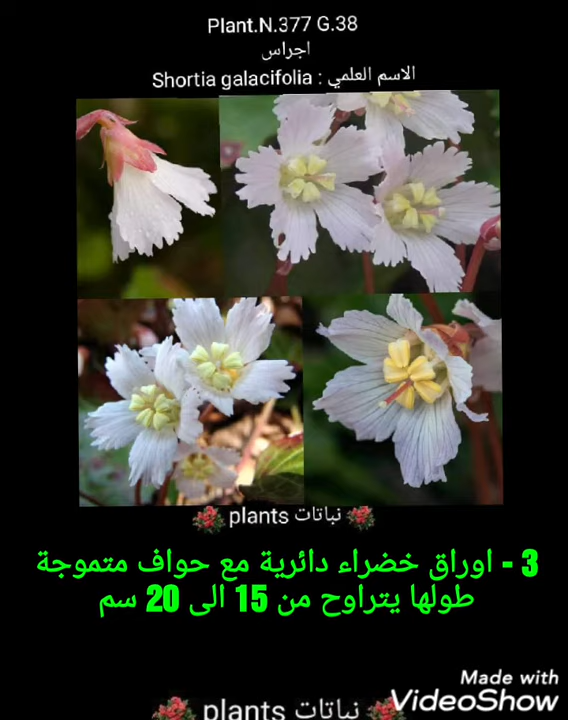 Plant.N.377 G.38
اجراس
الاسم العلمي : Shortia galacifolia
نباتات plants
3 - اوراق خضراء دائرية مع حواف متموجة
طولها يتراوح من 15 الى 20 سم
Made with
VideoShow
نباتات plants